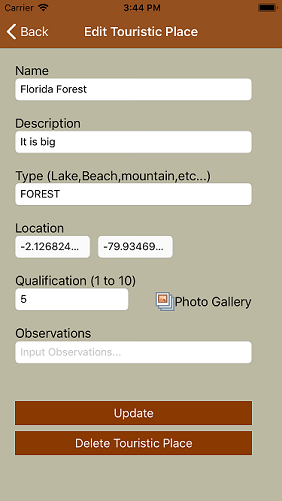 Carrier 3:44 PM
Back Edit Touristic Place
Name
Florida Forest
Description
It is big
Type (Lake,Beach,mountain,etc...)
FOREST
Location
-2.126824... -79.93469...
Qualification (1 to 10)
5 Photo Gallery
Observations
Input Observations...
Update
Delete Touristic Place